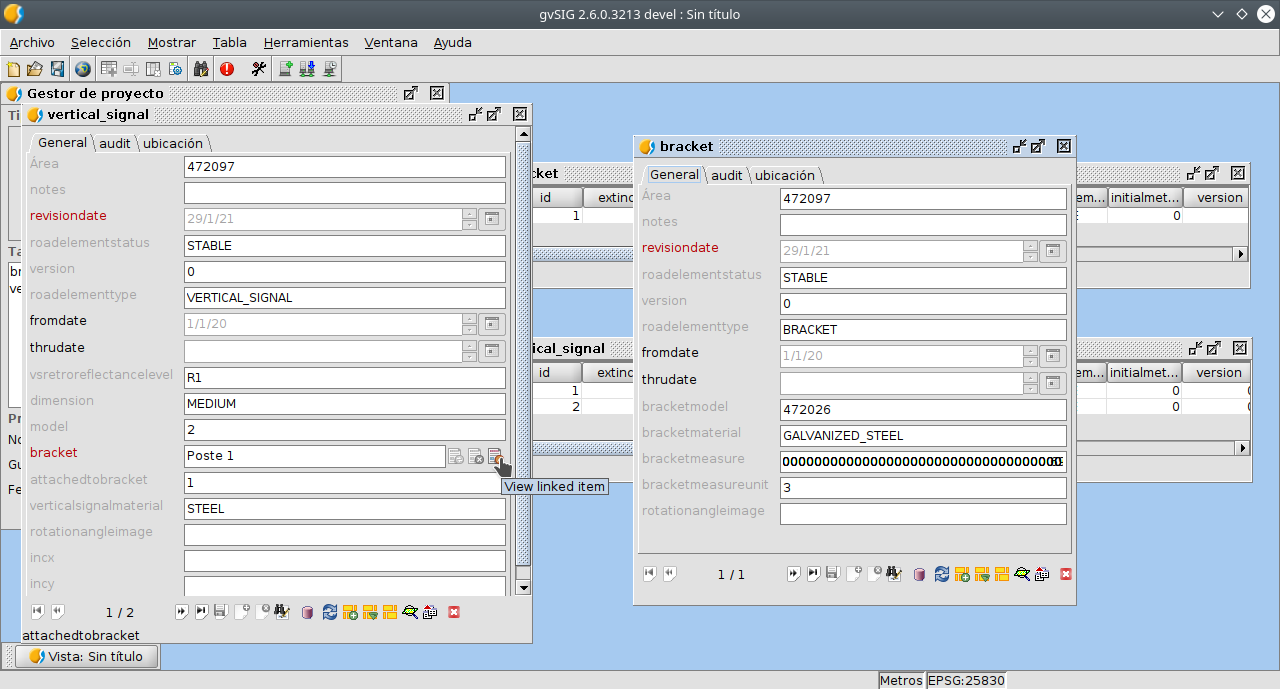 gvSIG 2.6.0.3213 devel : Sin título
Archivo Selección Mostrar Tabla Herramientas Ventana Ayuda
Gestor de proyecto
vertical_signal
General audit ubicación
Área 472097
notes
revisiondate 29/1/21
roadelementstatus STABLE
version 0
roadelementtype VERTICAL_SIGNAL
fromdate 1/1/20
thrudate
vsretroreflectancelevel R1
dimension MEDIUM
model 2
bracket Poste 1
attachedtobracket 1
verticalsignalmaterial STEEL
rotationangleimage
incx
incy
1 / 2
attachedtobracket
View linked item
Ti
Ta
br
ve
Pr
No
Gu
Fe
ket
id extinc
1
em... initialmet... version
0
ical_signal
id extinc
1
2
em... initialmet... version
0
0
bracket
General audit ubicación
Área 472097
notes
revisiondate 29/1/21
roadelementstatus STABLE
version 0
roadelementtype BRACKET
fromdate 1/1/20
thrudate
bracketmodel 472026
bracketmaterial GALVANIZED_STEEL
bracketmeasure
bracketmeasureunit 3
rotationangleimage
1 / 1
Vista: Sin título
Metros EPSG:25830